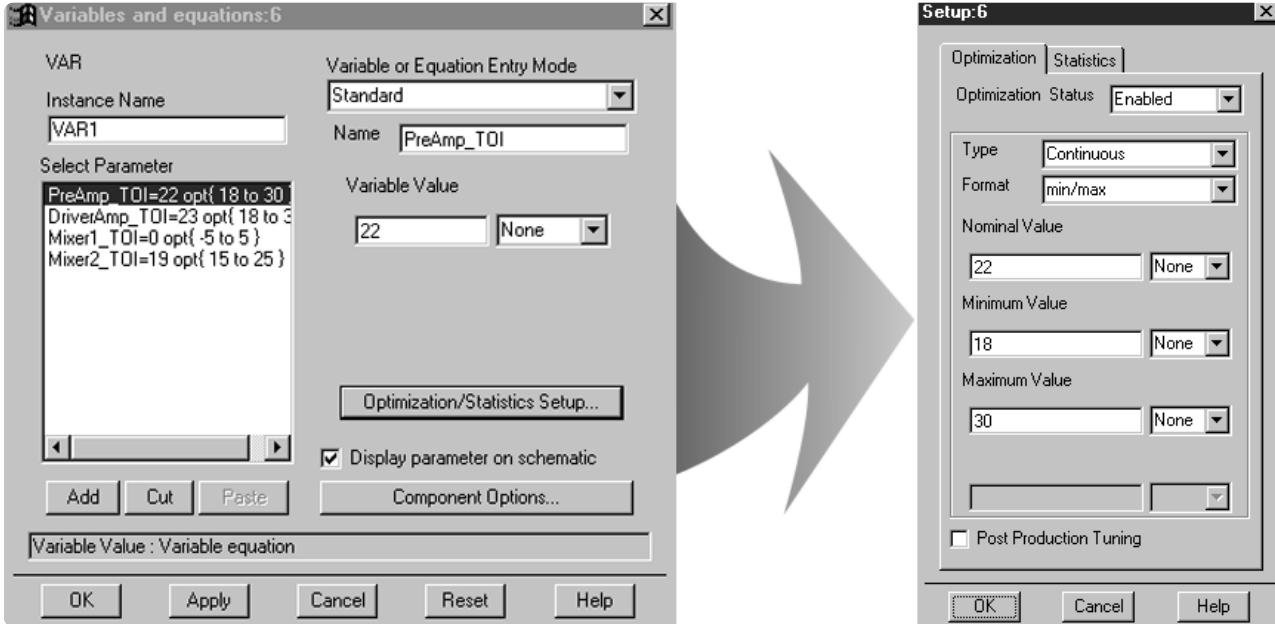 Variables and equations:6
VAR
Instance Name
VAR1
Select Parameter
PreAmp_TOI=22 opt{ 18 to 30 }
DriverAmp_TOI=23 opt{ 18 to 3
Mixer1_TOI=0 opt{ -5 to 5 }
Mixer2_TOI=19 opt{ 15 to 25 }
Add Cut Paste
Variable or Equation Entry Mode
Standard
Name PreAmp_TOI
Variable Value
22 None
Optimization/Statistics Setup...
Display parameter on schematic
Component Options...
Variable Value : Variable equation
OK Apply Cancel Reset Help
Setup:6
Optimization Statistics
Optimization Status Enabled
Type Continuous
Format min/max
Nominal Value
22 None
Minimum Value
18 None
Maximum Value
30 None
Post Production Tuning
OK Cancel Help